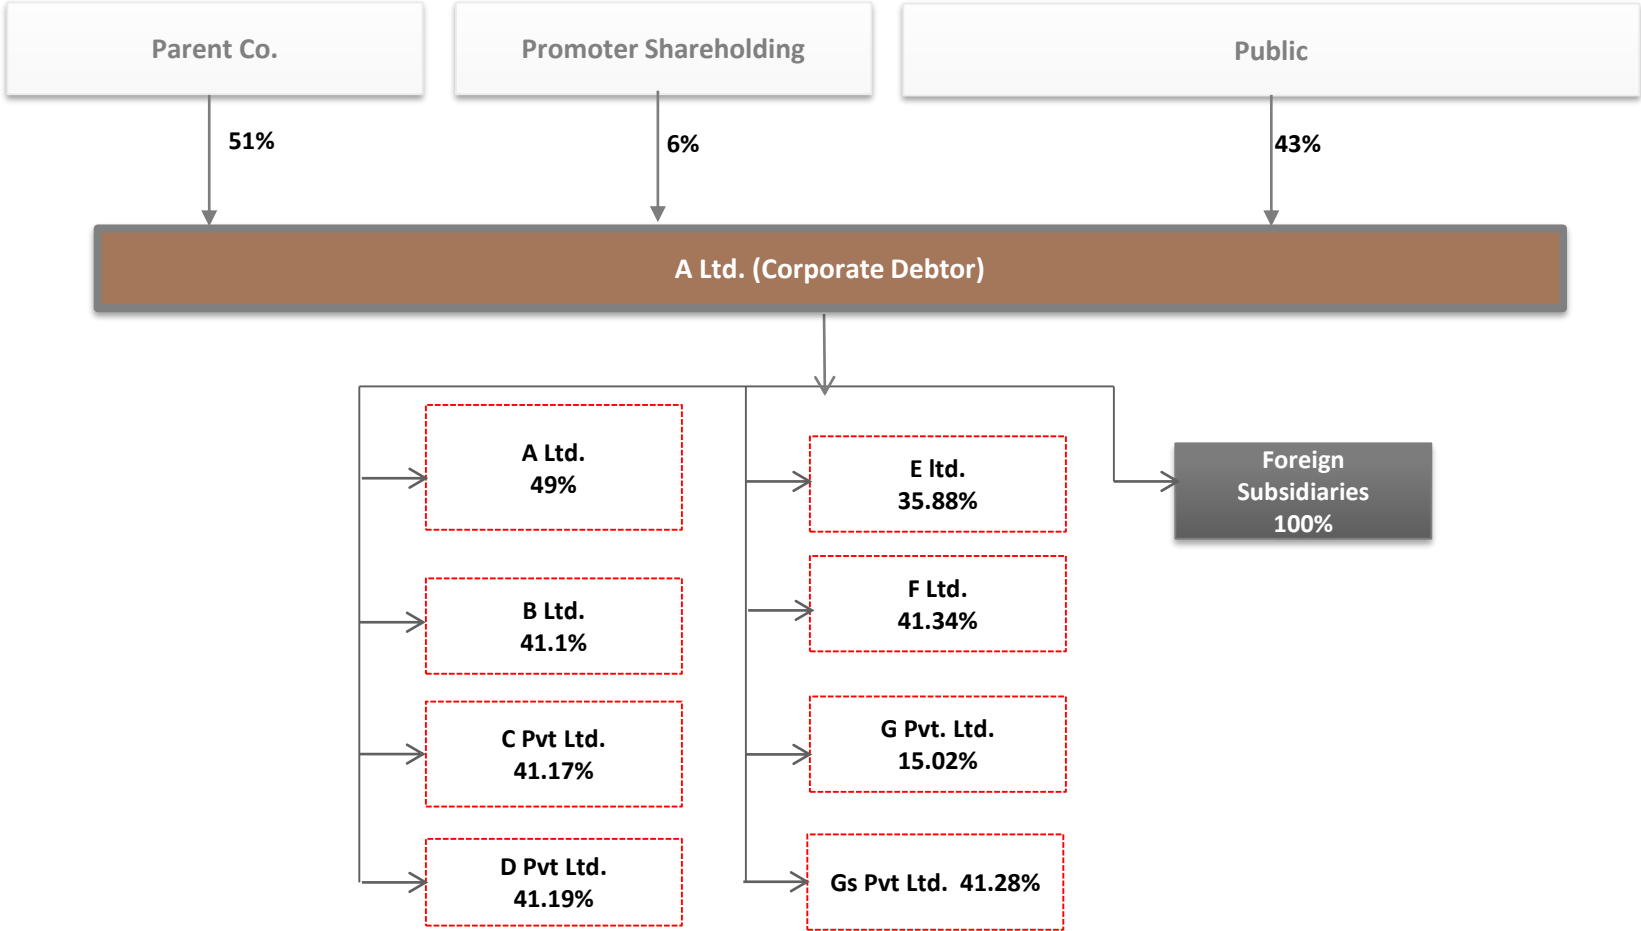 Parent Co.
Promoter Shareholding
Public
51%
6%
43%
A Ltd. (Corporate Debtor)
A Ltd.
49%
B Ltd.
41.1%
C Pvt Ltd.
41.17%
D Pvt Ltd.
41.19%
E ltd.
35.88%
F Ltd.
41.34%
G Pvt. Ltd.
15.02%
Gs Pvt Ltd.  41.28%
Foreign
Subsidiaries
100%